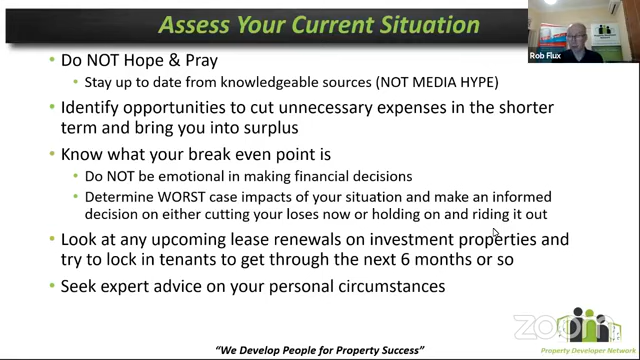 Assess Your Current Situation
Rob Flux
Do NOT Hope & Pray
Stay up to date from knowledgeable sources (NOT MEDIA HYPE)
Identify opportunities to cut unnecessary expenses in the shorter
term and bring you into surplus
Know what your break even point is
Do NOT be emotional in making financial decisions
Determine WORST case impacts of your situation and make an informed
decision on either cutting your loses now or holding on and riding it out
Look at any upcoming lease renewals on investment properties and
try to lock in tenants to get through the next 6 months or so
Seek expert advice on your personal circumstances
zoom
"We Develop People for Property Success"
Property Developer Network